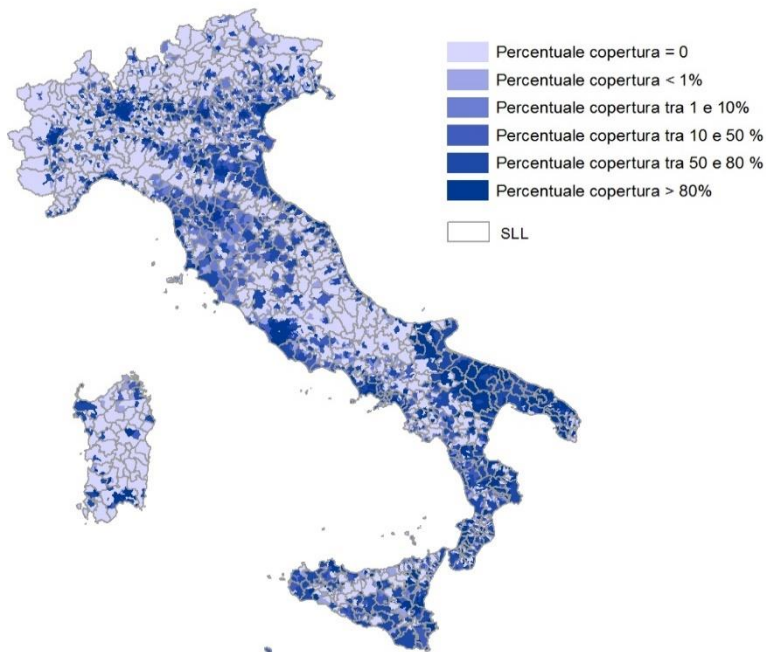 Percentuale copertura = 0
Percentuale copertura < 1%
Percentuale copertura tra 1 e 10%
Percentuale copertura tra 10 e 50 %
Percentuale copertura tra 50 e 80 %
Percentuale copertura > 80%
SLL